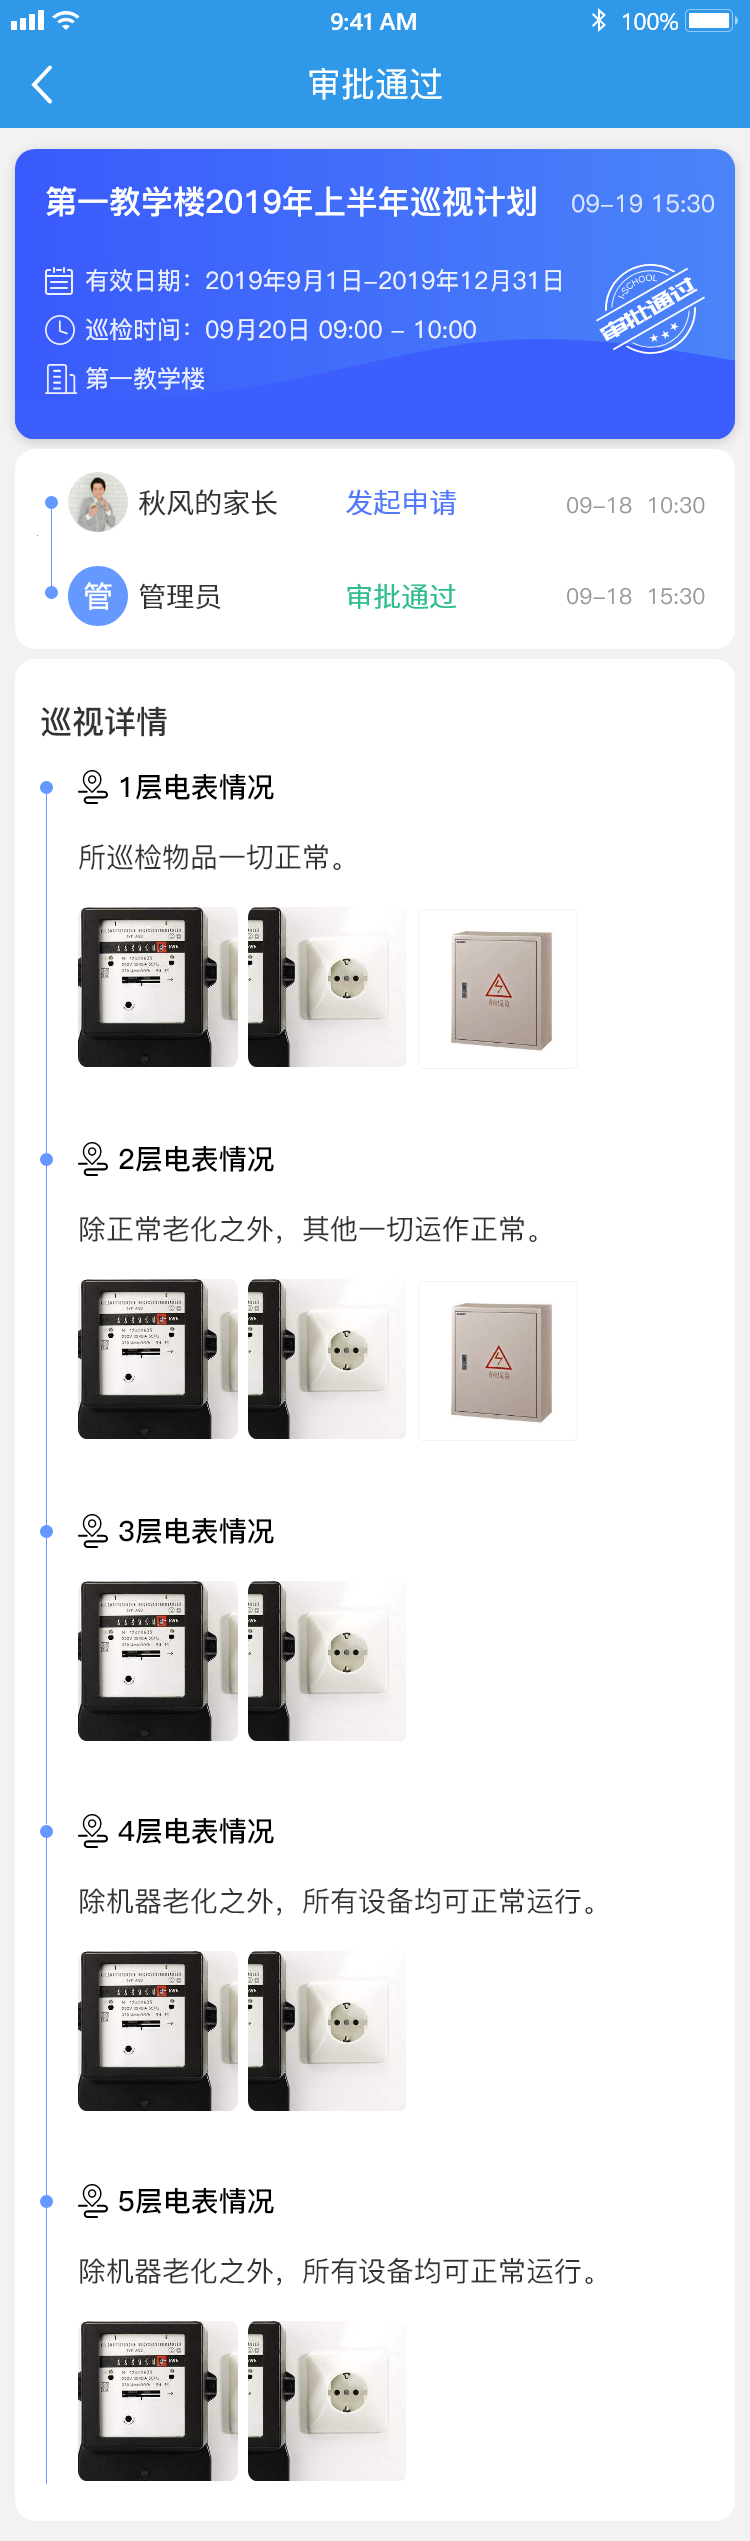 9:41 AM
100%
审批通过
第一教学楼2019年上半年巡视计划
09-19 15:30
有效日期：2019年9月1日-2019年12月31日
I-SCHOOL
审批通过
巡检时间：09月20日 09:00 - 10:00
第一教学楼
秋风的家长
发起申请
09-18 10:30
管
管理员
审批通过
09-18 15:30
巡视详情
1层电表情况
所巡检物品一切正常。
2层电表情况
除正常老化之外，其他一切运作正常。
3层电表情况
4层电表情况
除机器老化之外，所有设备均可正常运行。
5层电表情况
除机器老化之外，所有设备均可正常运行。